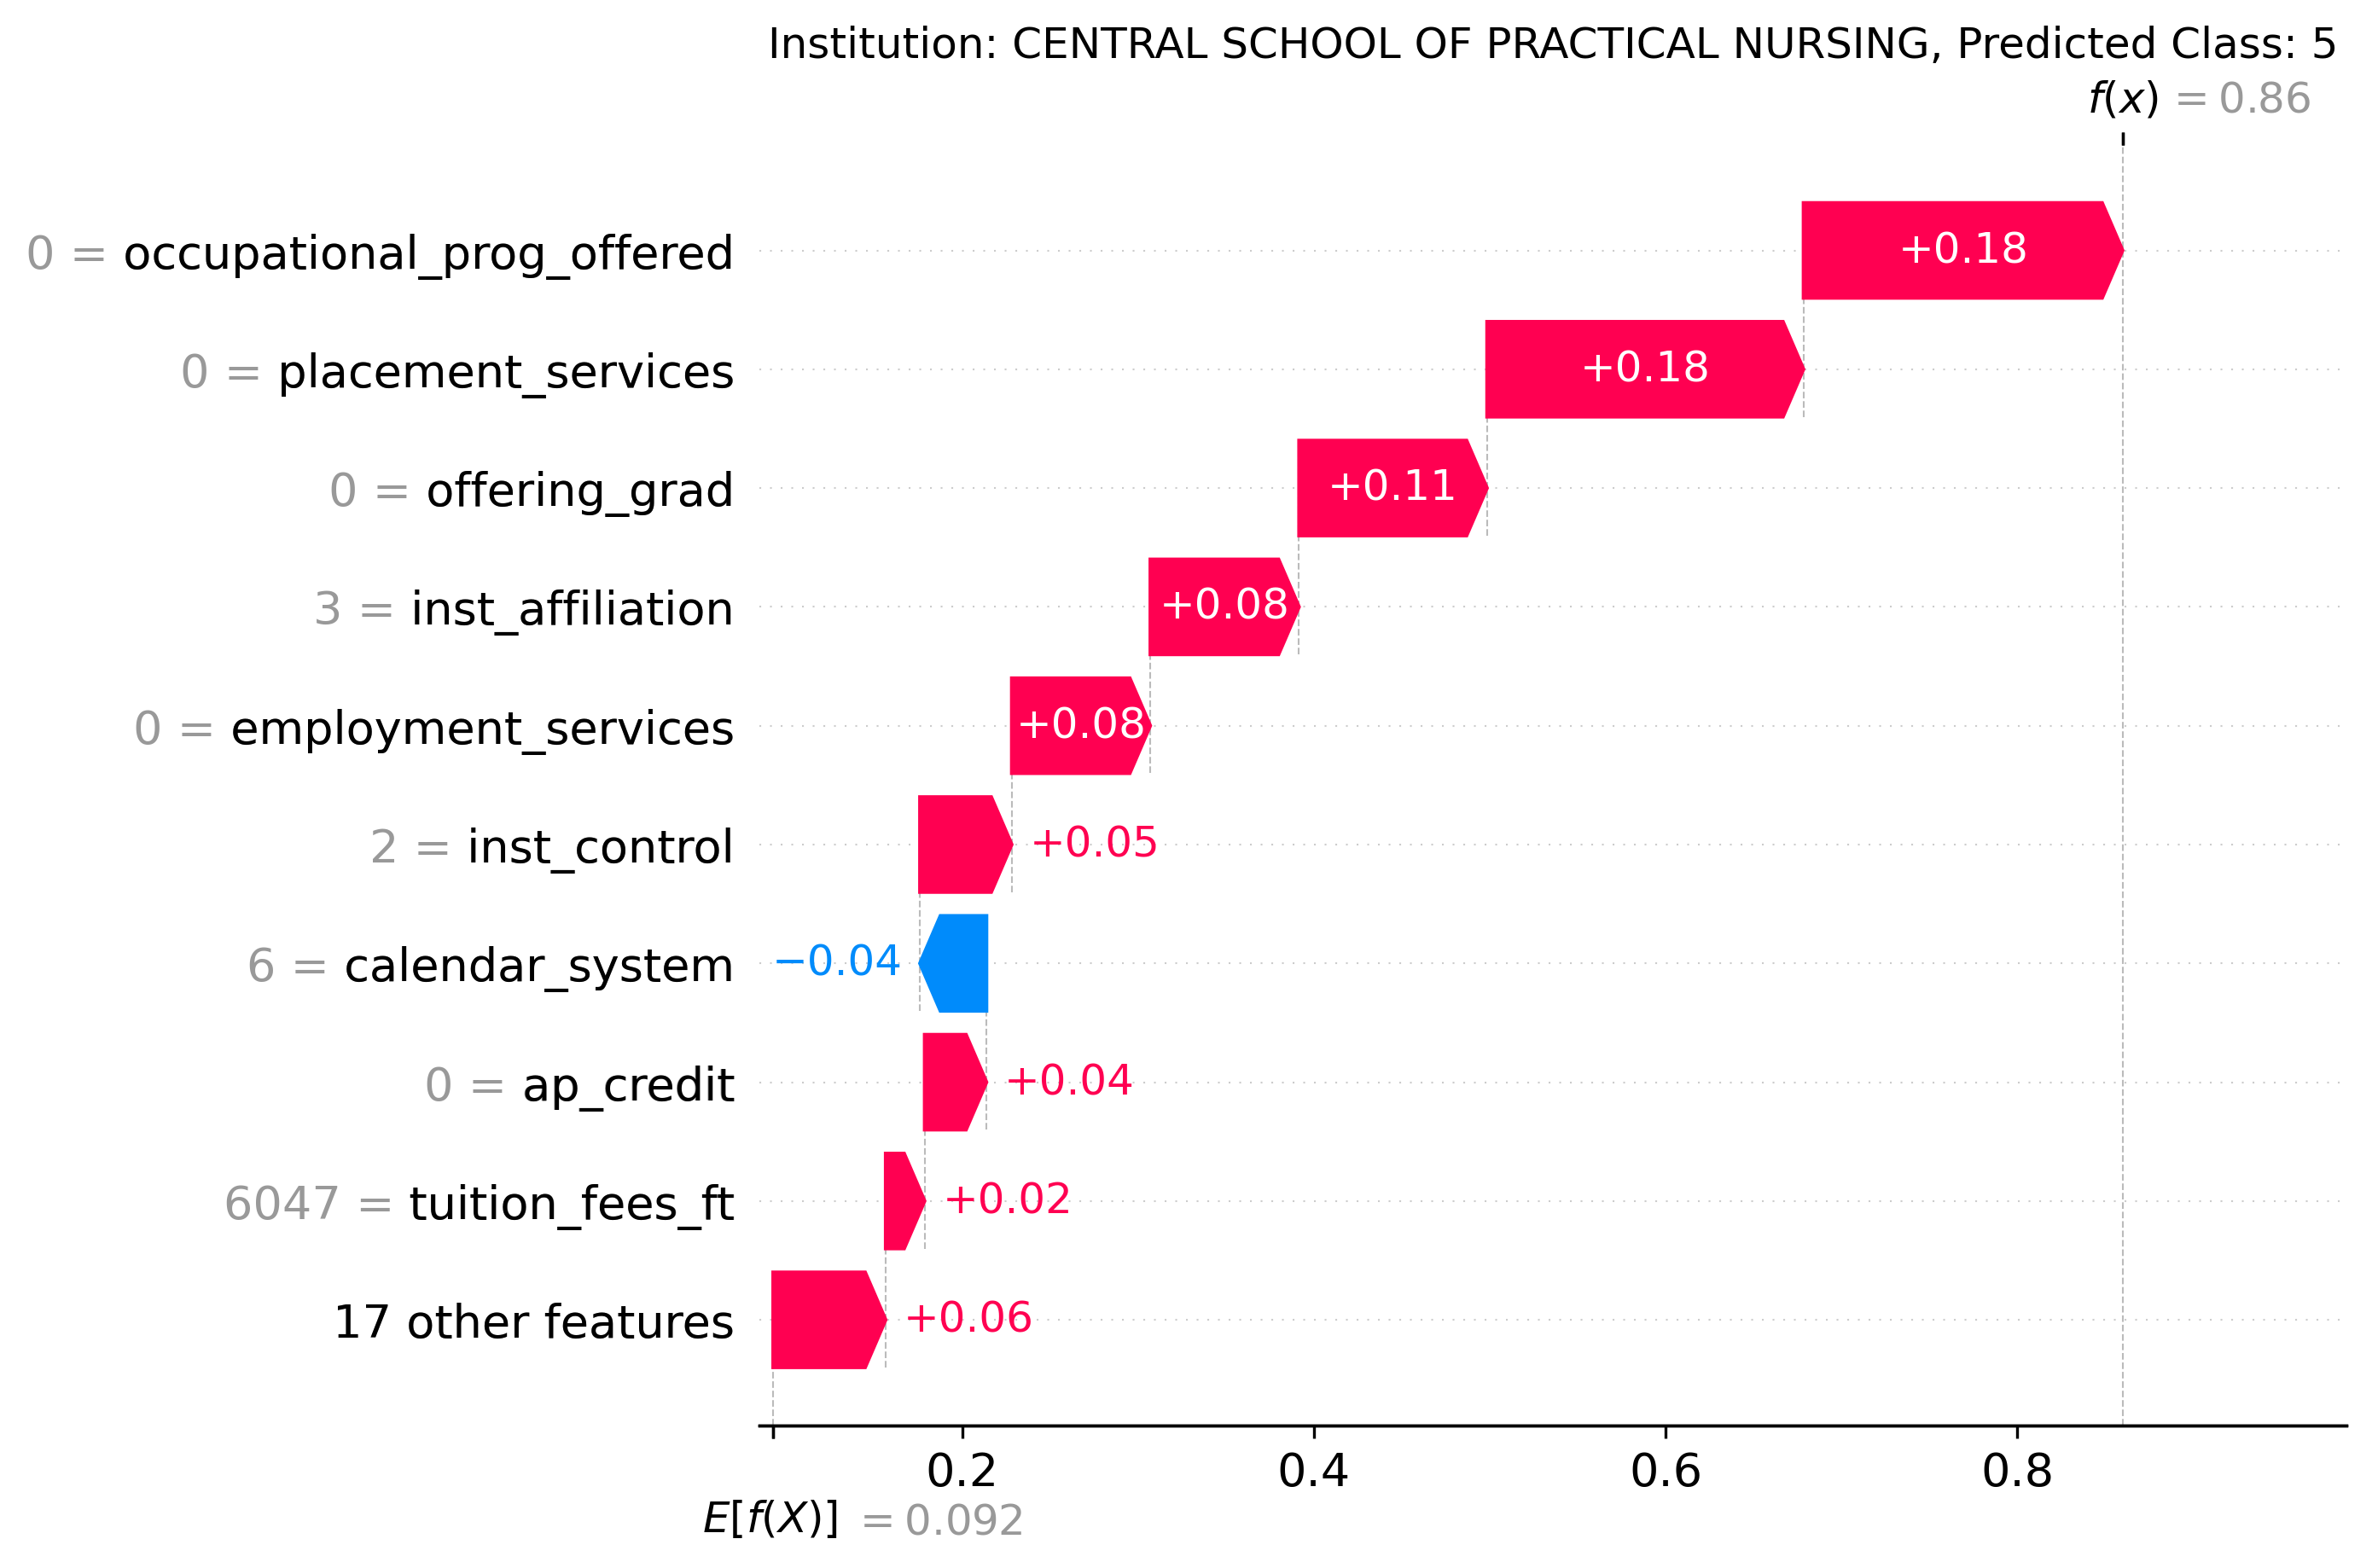 Institution: CENTRAL SCHOOL OF PRACTICAL NURSING, Predicted Class: 5
f(x) = 0.86
0 = occupational_prog_offered +0.18
0 = placement_services +0.18
0 = offering_grad +0.11
3 = inst_affiliation +0.08
0 = employment_services +0.08
2 = inst_control +0.05
6 = calendar_system −0.04
0 = ap_credit +0.04
6047 = tuition_fees_ft +0.02
17 other features +0.06
0.2 0.4 0.6 0.8
E[f(X)] = 0.092